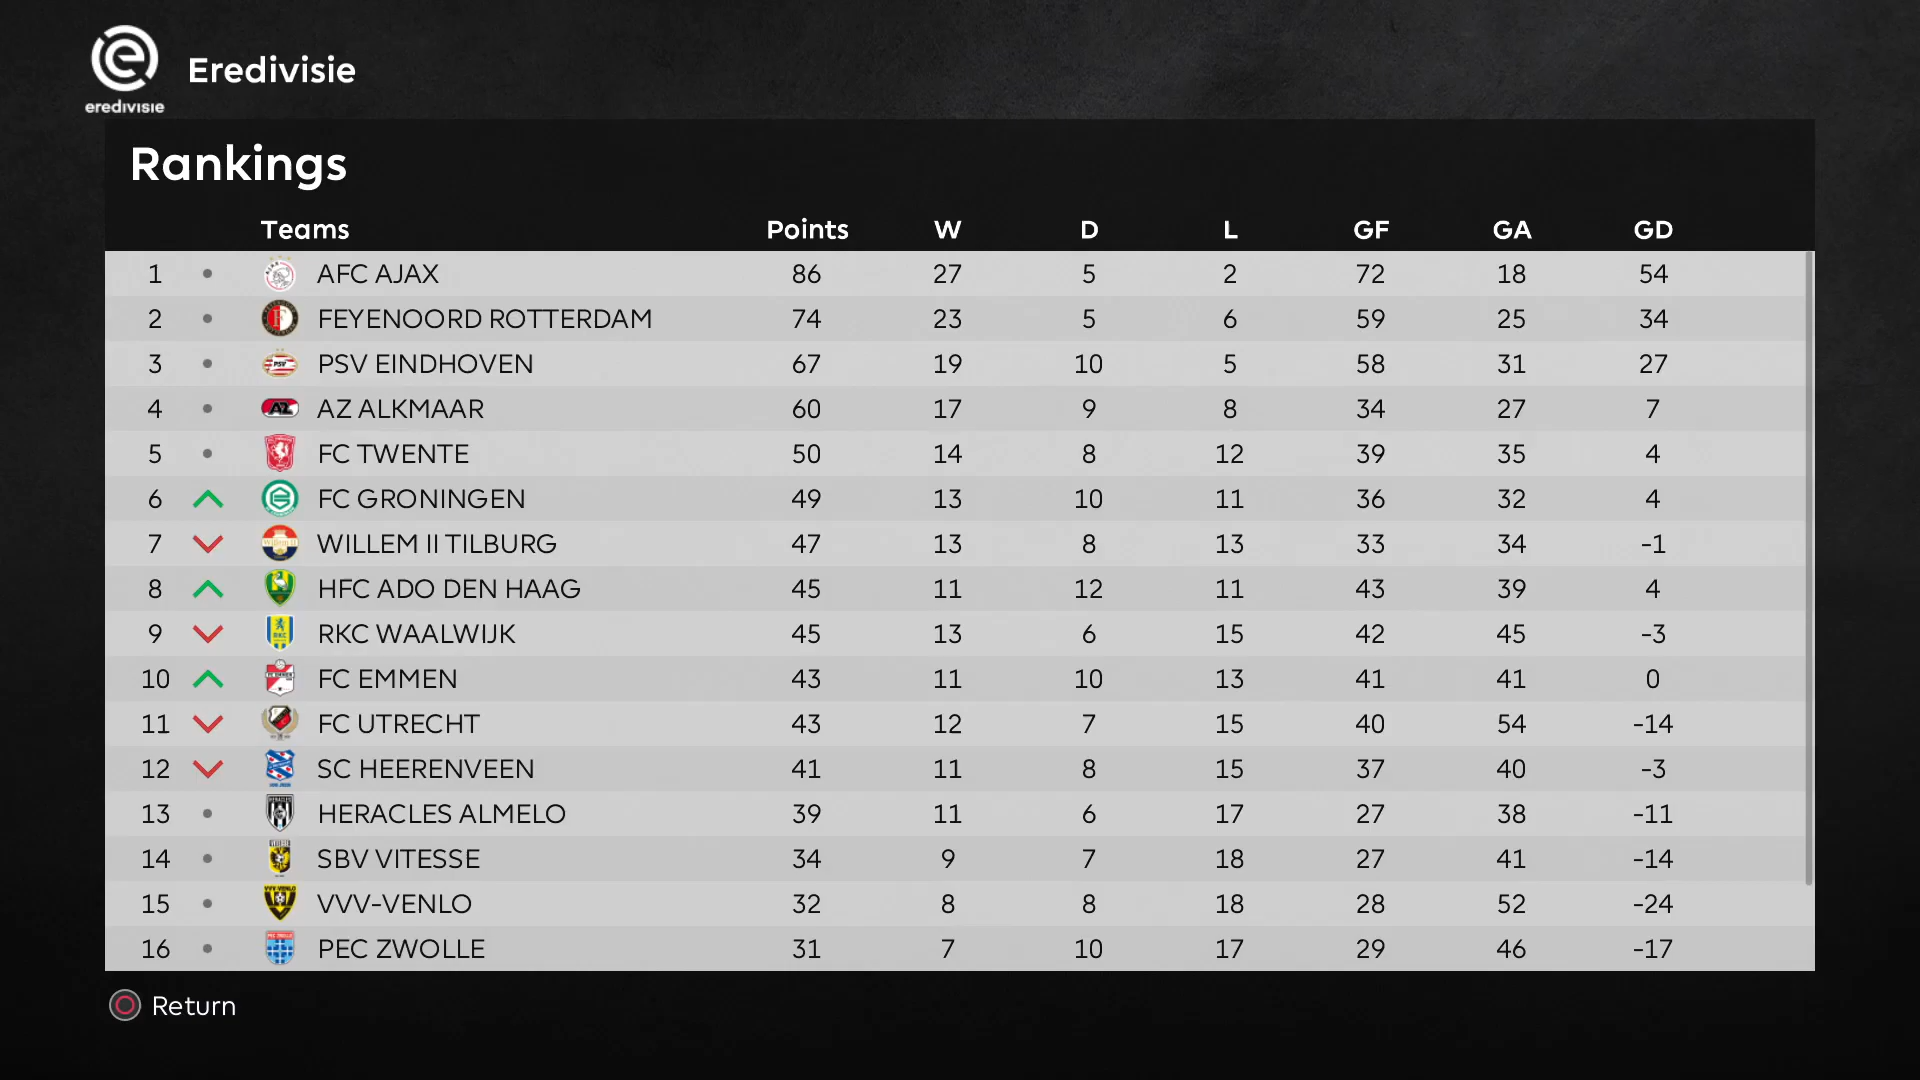 eredivisie
Eredivisie
Rankings
Teams Points W D L GF GA GD
1 AFC AJAX 86 27 5 2 72 18 54
2 FEYENOORD ROTTERDAM 74 23 5 6 59 25 34
3 PSV EINDHOVEN 67 19 10 5 58 31 27
4 AZ ALKMAAR 60 17 9 8 34 27 7
5 FC TWENTE 50 14 8 12 39 35 4
6 FC GRONINGEN 49 13 10 11 36 32 4
7 WILLEM II TILBURG 47 13 8 13 33 34 -1
8 HFC ADO DEN HAAG 45 11 12 11 43 39 4
9 RKC WAALWIJK 45 13 6 15 42 45 -3
10 FC EMMEN 43 11 10 13 41 41 0
11 FC UTRECHT 43 12 7 15 40 54 -14
12 SC HEERENVEEN 41 11 8 15 37 40 -3
13 HERACLES ALMELO 39 11 6 17 27 38 -11
14 SBV VITESSE 34 9 7 18 27 41 -14
15 VVV-VENLO 32 8 8 18 28 52 -24
16 PEC ZWOLLE 31 7 10 17 29 46 -17
Return